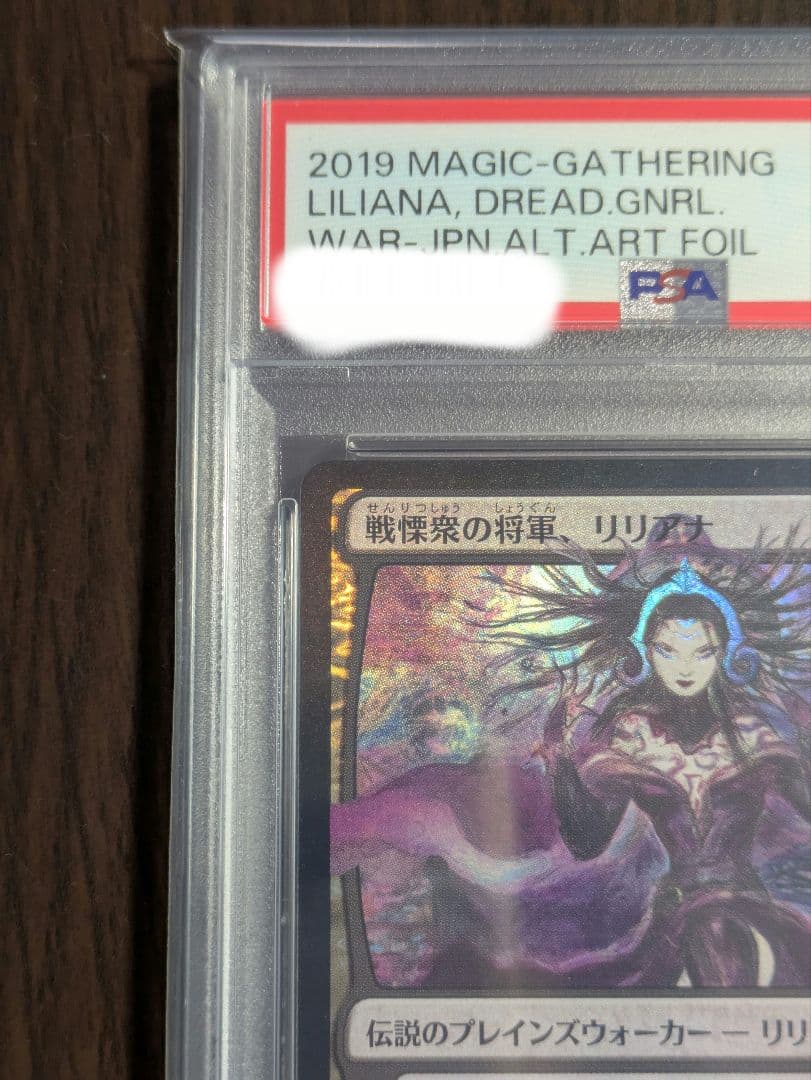 2019 MAGIC-GATHERING
LILIANA, DREAD.GNRL.
WAR-JPN.ALT.ART FOIL
PSA
せんりつしゅう しょうぐん
戦慄衆の将軍、リリアナ
伝説のプレインズウォーカー — リリ